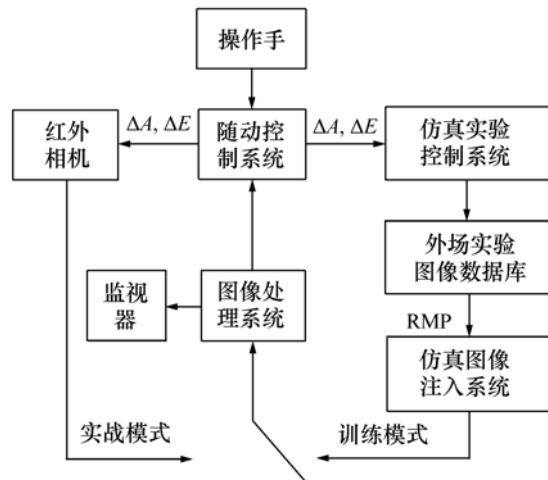 操作手
红外
相机
ΔA, ΔE
随动控
制系统
ΔA, ΔE
仿真实验
控制系统
外场实验
图像数据库
监视
器
图像处
理系统
RMP
仿真图像
注入系统
实战模式
训练模式